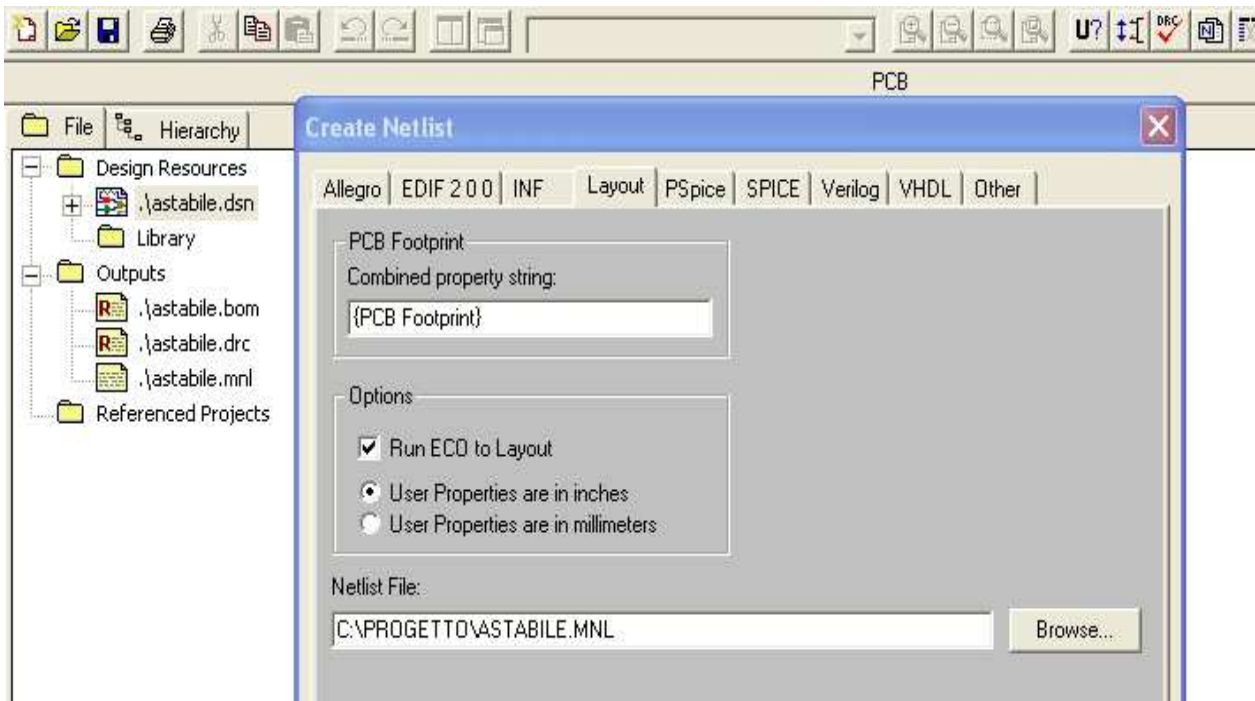 U?
DRC
PCB
File
Hierarchy
Design Resources
.\astabile.dsn
Library
Outputs
R .\astabile.bom
R .\astabile.drc
.\astabile.mnl
Referenced Projects
Create Netlist
Allegro EDIF 2 0 0 INF Layout PSpice SPICE Verilog VHDL Other
PCB Footprint
Combined property string:
{PCB Footprint}
Options
Run ECO to Layout
User Properties are in inches
User Properties are in millimeters
Netlist File:
C:\PROGETTO\ASTABILE.MNL
Browse...